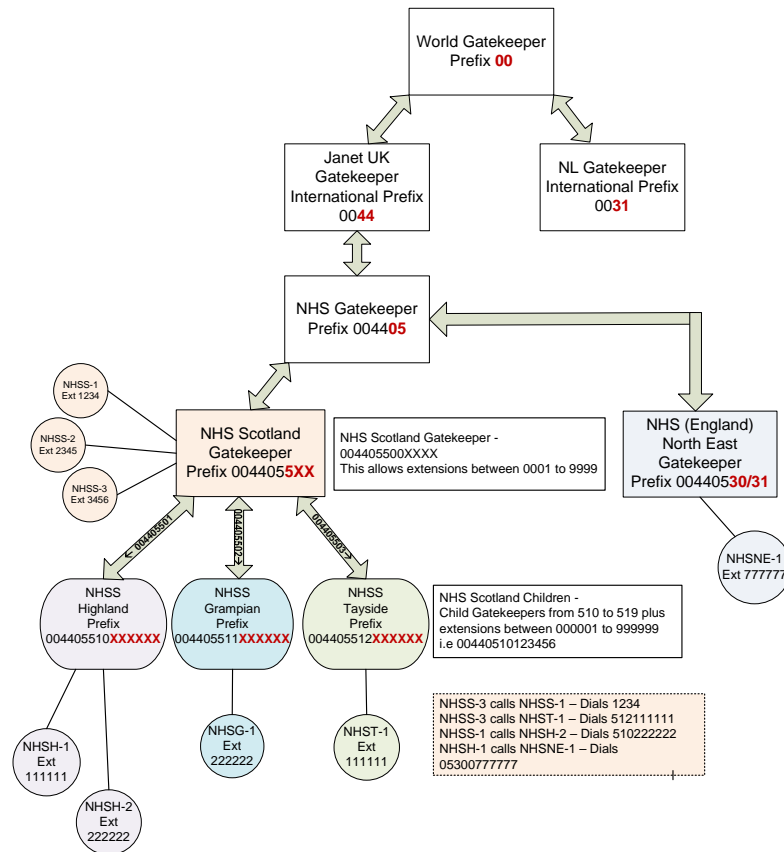 World Gatekeeper
Prefix 00
Janet UK
Gatekeeper
International Prefix
0044
NL Gatekeeper
International Prefix
0031
NHS Gatekeeper
Prefix 004405
NHSS-1
Ext 1234
NHSS-2
Ext 2345
NHSS-3
Ext 3456
NHS Scotland
Gatekeeper
Prefix 0044055XX
NHS Scotland Gatekeeper -
004405500XXXX
This allows extensions between 0001 to 9999
NHS (England)
North East
Gatekeeper
Prefix 00440530/31
NHSNE-1
Ext 777777
← 004405501
004405502→
004405503→
NHSS
Highland
Prefix
004405510XXXXXX
NHSS
Grampian
Prefix
004405511XXXXXX
NHSS
Tayside
Prefix
004405512XXXXXX
NHS Scotland Children -
Child Gatekeepers from 510 to 519 plus
extensions between 000001 to 999999
i.e 00440510123456
NHSH-1
Ext
111111
NHSH-2
Ext
222222
NHSG-1
Ext
222222
NHST-1
Ext
111111
NHSS-3 calls NHSS-1 – Dials 1234
NHSS-3 calls NHST-1 – Dials 512111111
NHSS-1 calls NHSH-2 – Dials 510222222
NHSH-1 calls NHSNE-1 – Dials
05300777777